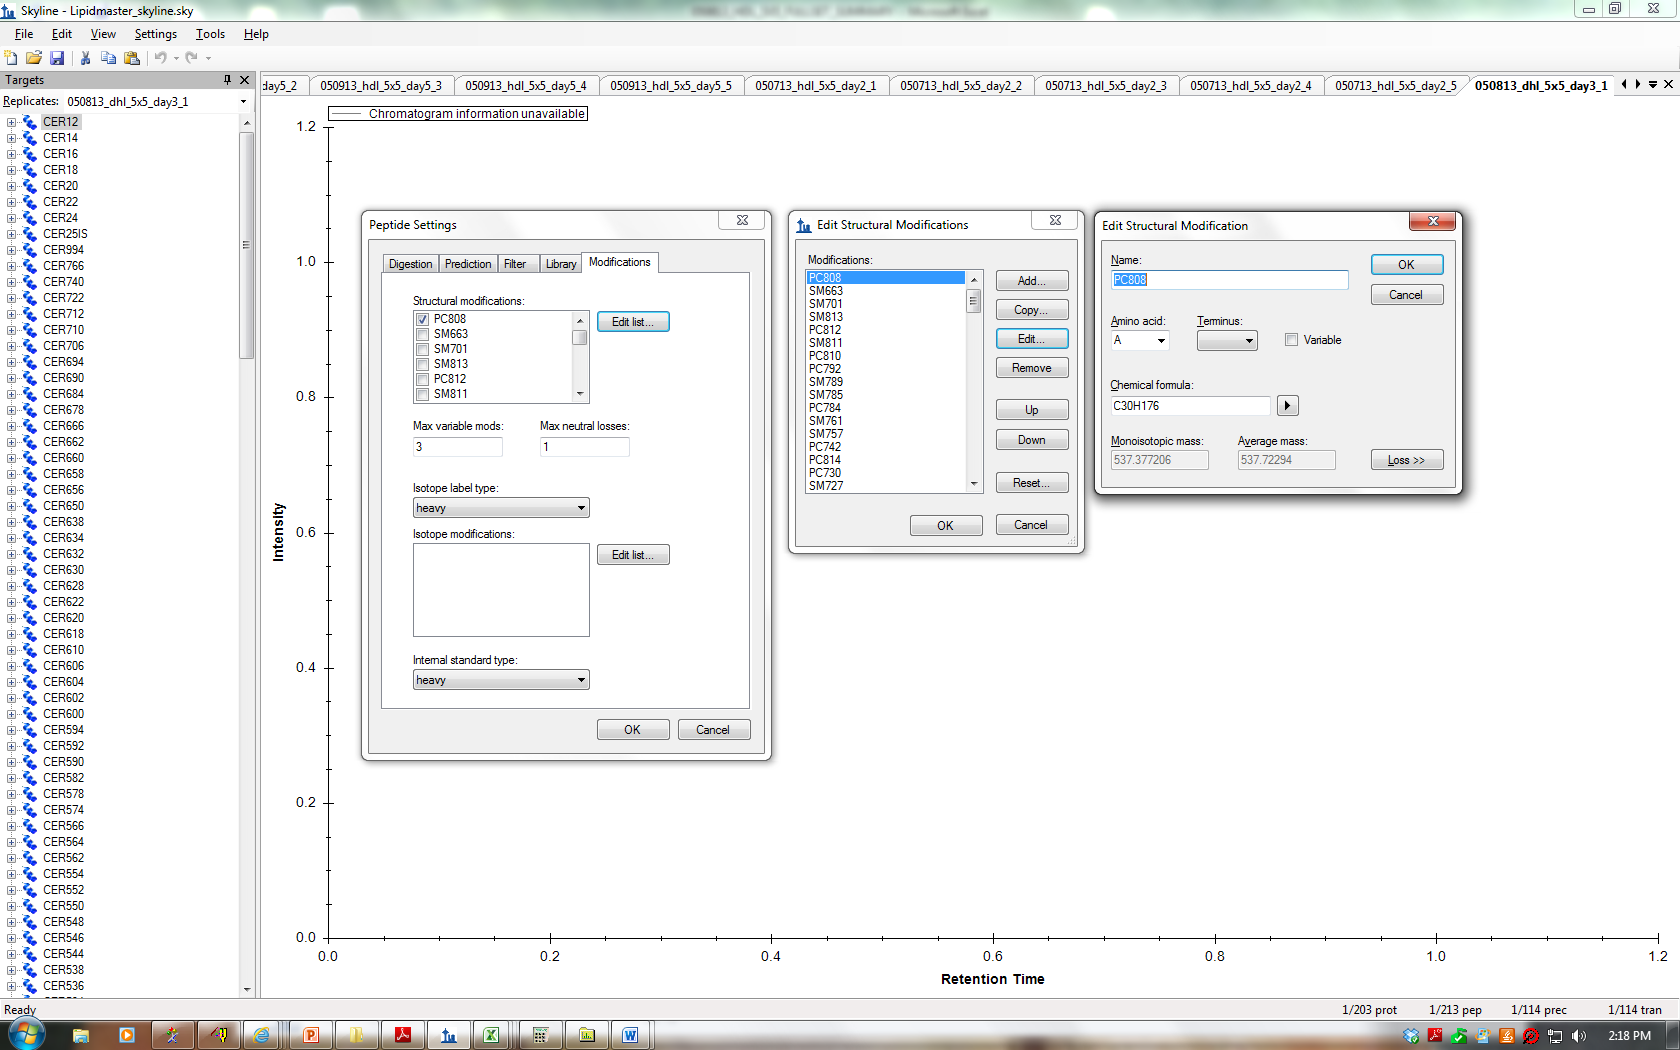 Skyline - Lipidmaster_skyline.sky
File Edit View Settings Tools Help
Targets
Replicates: 050813_dhl_5x5_day3_1
CER12
CER14
CER16
CER18
CER20
CER22
CER24
CER25IS
CER994
CER766
CER740
CER722
CER712
CER710
CER706
CER694
CER690
CER684
CER678
CER666
CER662
CER660
CER658
CER656
CER650
CER638
CER634
CER632
CER630
CER628
CER622
CER620
CER618
CER610
CER606
CER604
CER602
CER600
CER594
CER592
CER590
CER582
CER578
CER574
CER566
CER564
CER562
CER554
CER552
CER550
CER548
CER546
CER544
CER538
CER536
day5_2 050913_hdl_5x5_day5_3 050913_hdl_5x5_day5_4 050913_hdl_5x5_day5_5 050713_hdl_5x5_day2_1 050713_hdl_5x5_day2_2 050713_hdl_5x5_day2_3 050713_hdl_5x5_day2_4 050713_hdl_5x5_day2_5 050813_dhl_5x5_day3_1
Chromatogram information unavailable
1.2
1.0
0.8
0.6
0.4
0.2
0.0
Intensity
0.0 0.2 0.4 0.6 0.8 1.0 1.2
Retention Time
Peptide Settings
Digestion Prediction Filter Library Modifications
Structural modifications:
PC808
SM663
SM701
SM813
PC812
SM811
Edit list...
Max variable mods: Max neutral losses:
3 1
Isotope label type:
heavy
Isotope modifications:
Edit list...
Internal standard type:
heavy
OK Cancel
Edit Structural Modifications
Modifications:
PC808
SM663
SM701
SM813
PC812
SM811
PC810
PC792
SM789
SM785
PC784
SM761
SM757
PC742
PC814
PC730
SM727
Add...
Copy...
Edit...
Remove
Up
Down
Reset...
OK Cancel
Edit Structural Modification
Name:
PC808
OK
Cancel
Amino acid: Terminus:
A
Variable
Chemical formula:
C30H176
Monoisotopic mass: Average mass:
537.377206 537.72294
Loss >>
Ready
1/203 prot 1/213 pep 1/114 prec 1/114 tran
2:18 PM